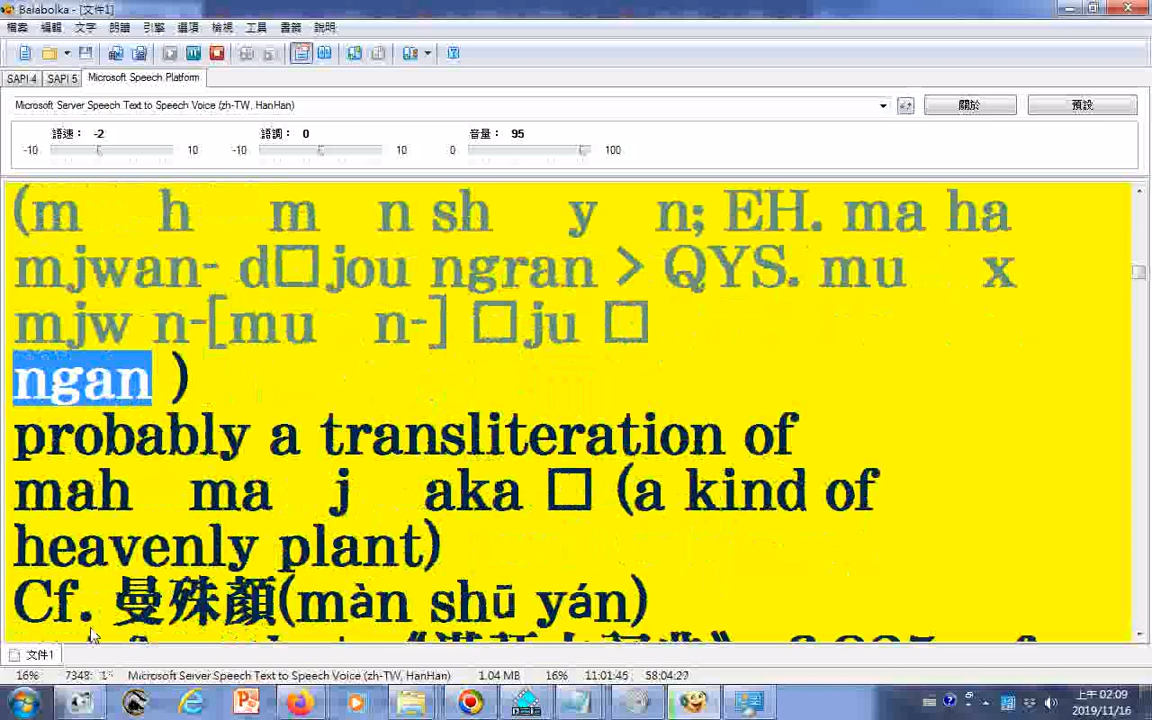 Balabolka - [文件1]
檔案 編輯 文字 朗讀 引擎 選項 檢視 工具 書籤 說明
SAPI 4 SAPI 5 Microsoft Speech Platform
Microsoft Server Speech Text to Speech Voice (zh-TW, HanHan) 關於 預設
語速： -2 語調： 0 音量： 95
-10 10 -10 10 0 100
(m h m n sh y n; EH. ma ha
mjwan- d□jou ngran > QYS. mu x
mjw n-[mu n-] □ju □
ngan )
probably a transliteration of
mah ma j aka □ (a kind of
heavenly plant)
Cf. 曼殊顏(màn shū yán)
文件1
16% Microsoft Server Speech Text to Speech Voice (zh-TW, HanHan) 1.04 MB 16% 11:01:45 58:04:27
上午 02:09
2019/11/16